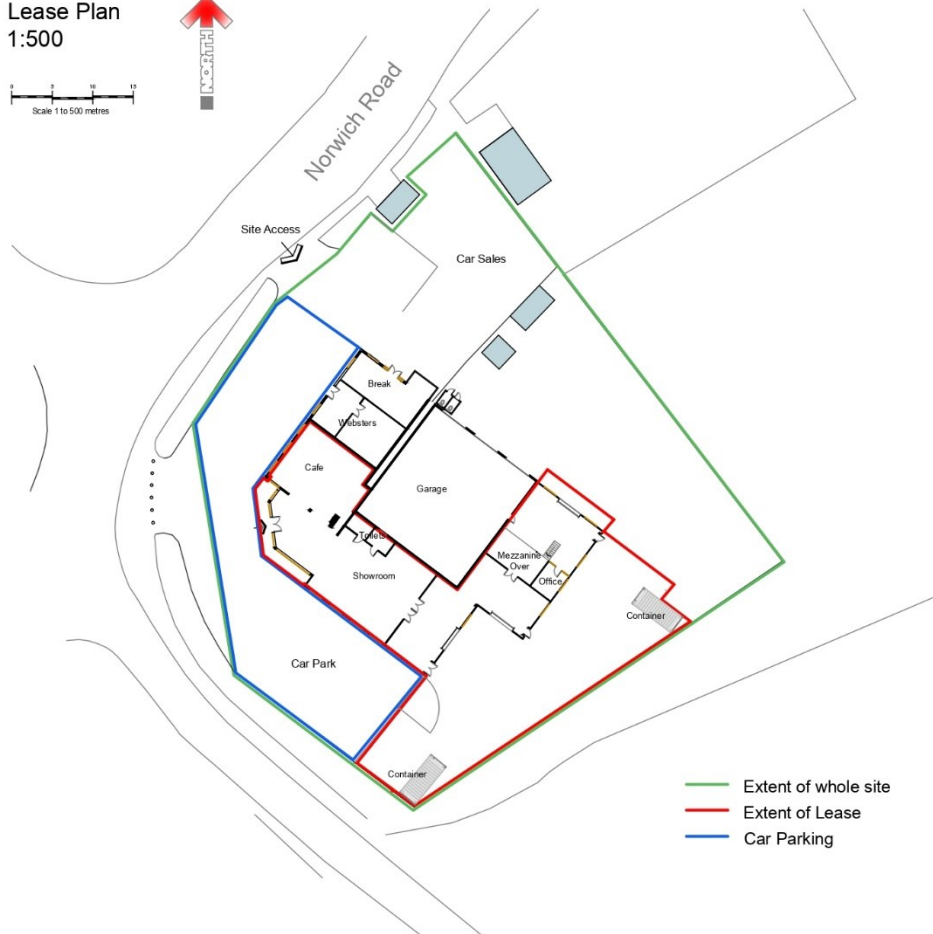 Lease Plan
1:500
NORTH
0 5 10 15
Scale 1 to 500 metres
Norwich Road
Site Access
Car Sales
Break
Websters
Cafe
Garage
Toilets
Mezzanine
Over
Showroom
Office
Container
Car Park
Container
Extent of whole site
Extent of Lease
Car Parking